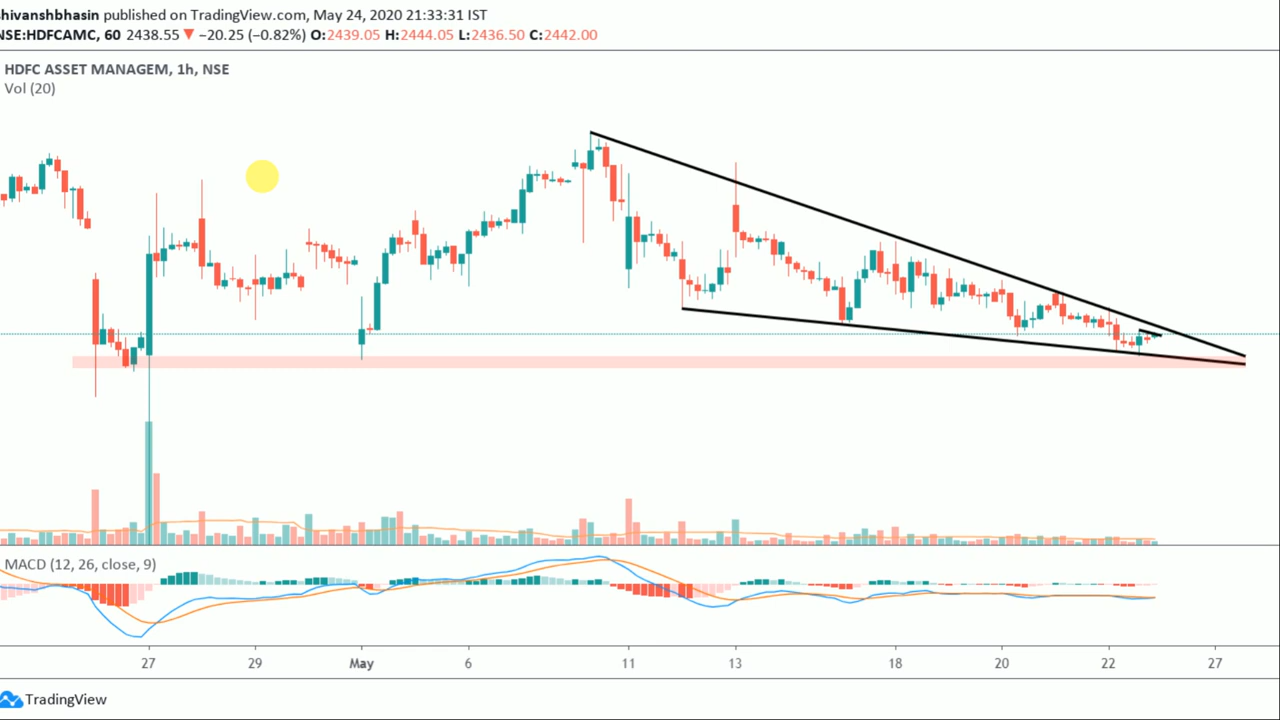 shivanshbhasin published on TradingView.com, May 24, 2020 21:33:31 IST
NSE:HDFCAMC, 60 2438.55 ▼ −20.25 (−0.82%) O:2439.05 H:2444.05 L:2436.50 C:2442.00
HDFC ASSET MANAGEM, 1h, NSE
Vol (20)
MACD (12, 26, close, 9)
27 29 May 6 11 13 18 20 22 27
TradingView